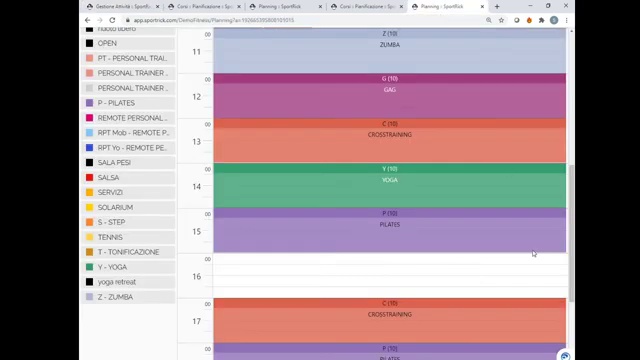 Gestione Attività :: SportRick
Corsi :: Pianificazione :: Sp
Planning :: SportRick
Corsi :: Pianificazione :: Sp
Planning :: SportRick
app.sportrick.com/DemoFitness/Planning?as=
nuoto libero
OPEN
PT - PERSONAL TRAI...
PERSONAL TRAINER ...
PERSONAL TRAINER ...
P - PILATES
REMOTE PERSONAL ...
RPT Mob - REMOTE P...
RPT Yo - REMOTE PE...
SALA PESI
SALSA
SERVIZI
SOLARIUM
S - STEP
TENNIS
T - TONIFICAZIONE
Y - YOGA
yoga retreat
Z - ZUMBA
11 00
Z (10)
ZUMBA
12 00
G (10)
GAG
13 00
C (10)
CROSSTRAINING
14 00
Y (10)
YOGA
15 00
P (10)
PILATES
16 00
17 00
C (10)
CROSSTRAINING
00
P (10)
PILATES